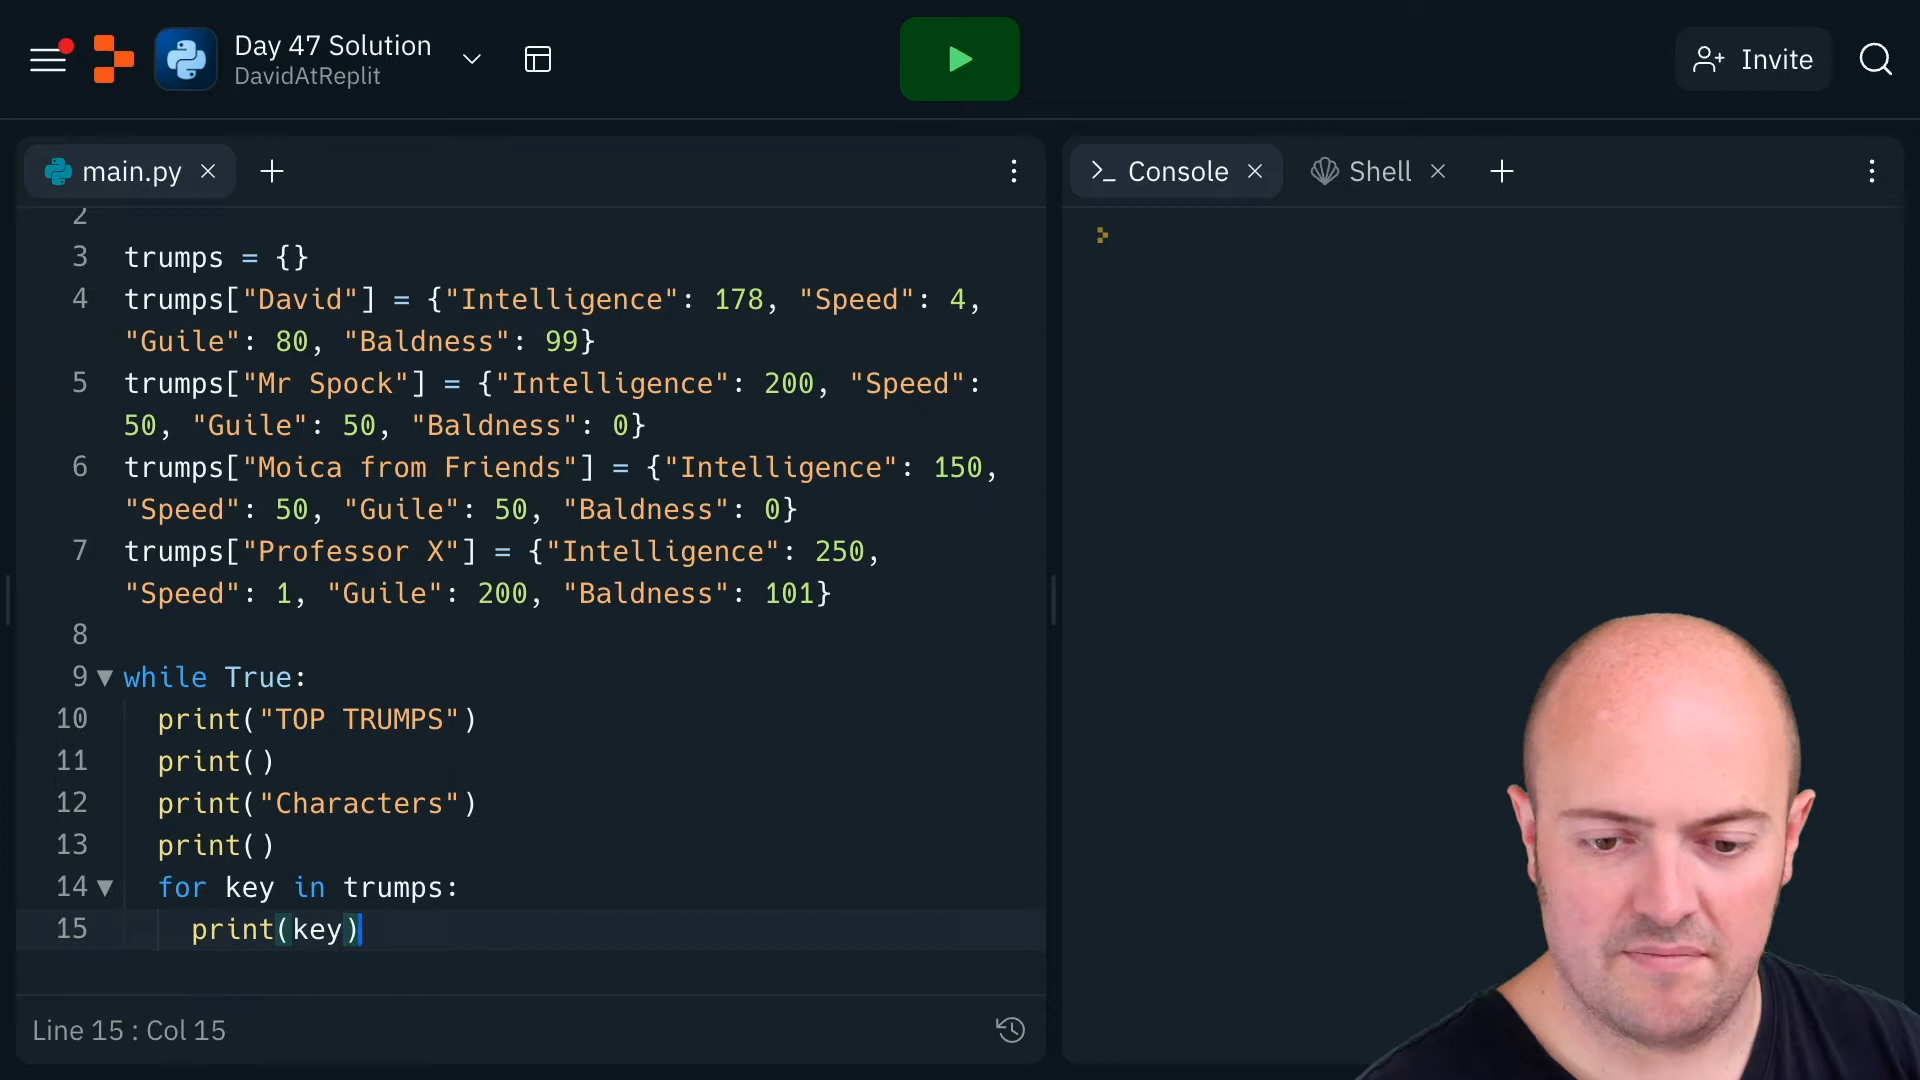 Day 47 Solution
DavidAtReplit
Invite
main.py
Console
Shell
2
3 trumps = {}
4 trumps["David"] = {"Intelligence": 178, "Speed": 4,
"Guile": 80, "Baldness": 99}
5 trumps["Mr Spock"] = {"Intelligence": 200, "Speed":
50, "Guile": 50, "Baldness": 0}
6 trumps["Moica from Friends"] = {"Intelligence": 150,
"Speed": 50, "Guile": 50, "Baldness": 0}
7 trumps["Professor X"] = {"Intelligence": 250,
"Speed": 1, "Guile": 200, "Baldness": 101}
8
9 while True:
10 print("TOP TRUMPS")
11 print()
12 print("Characters")
13 print()
14 for key in trumps:
15 print(key)
Line 15 : Col 15